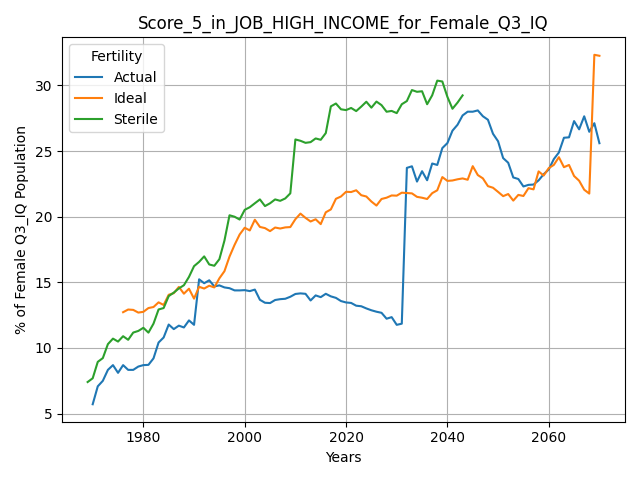 Score_5_in_JOB_HIGH_INCOME_for_Female_Q3_IQ
Fertility
Actual
Ideal
Sterile
% of Female Q3_IQ Population
30
25
20
15
10
5
1980 2000 2020 2040 2060
Years